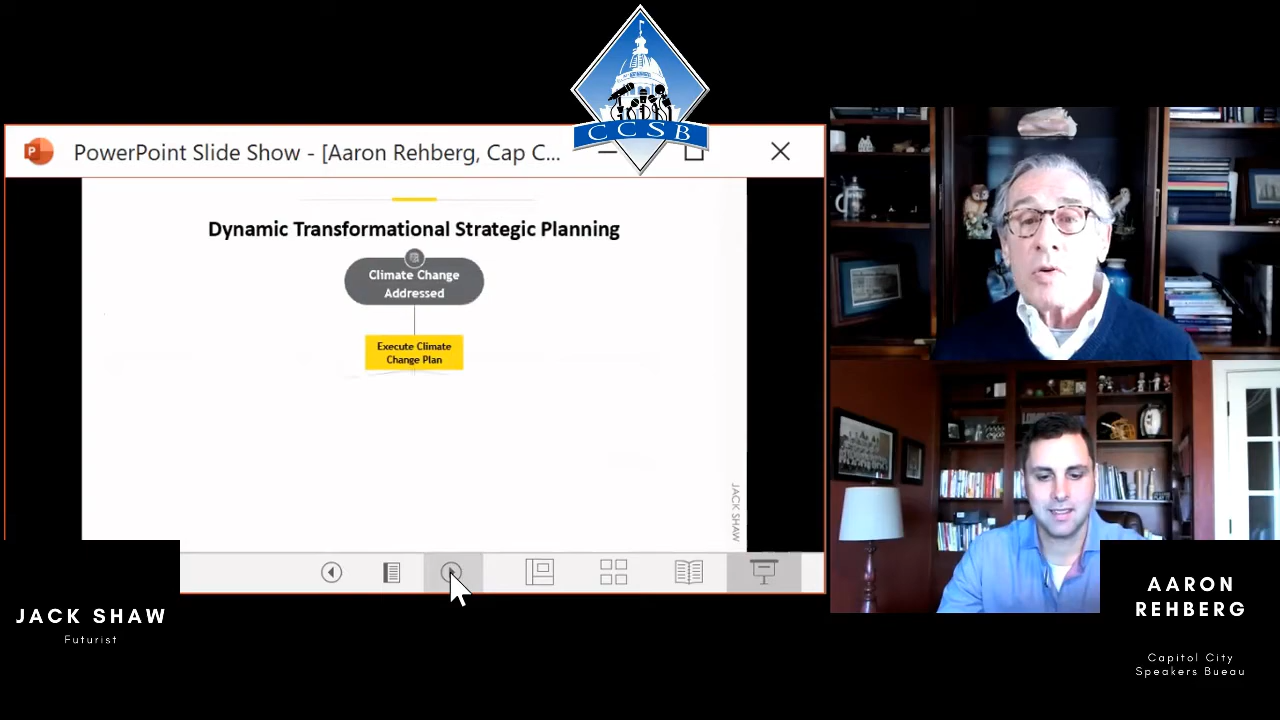 CCSB
PowerPoint Slide Show - [Aaron Rehberg, Cap C...
Dynamic Transformational Strategic Planning
Climate Change
Addressed
Execute Climate
Change Plan
JACK SHAW
JACK SHAW
Futurist
AARON
REHBERG
Capitol City
Speakers Bueau